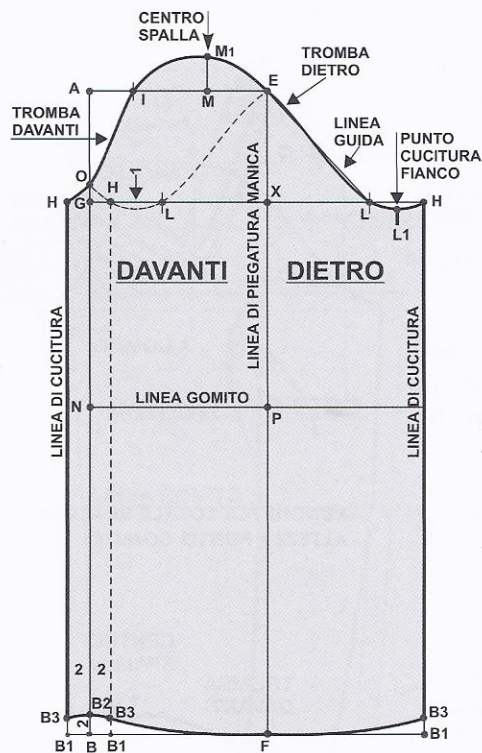 CENTRO
SPALLA
M1
TROMBA
DIETRO
A
I
M
E
TROMBA
DAVANTI
LINEA
GUIDA
PUNTO
CUCITURA
FIANCO
O
H
G
H
1
L
X
L
H
L1
DAVANTI
DIETRO
LINEA DI PIEGATURA MANICA
LINEA DI CUCITURA
LINEA DI CUCITURA
N
LINEA GOMITO
P
2
2
B3
B2
B3
B3
2
B1
B
B1
F
B1